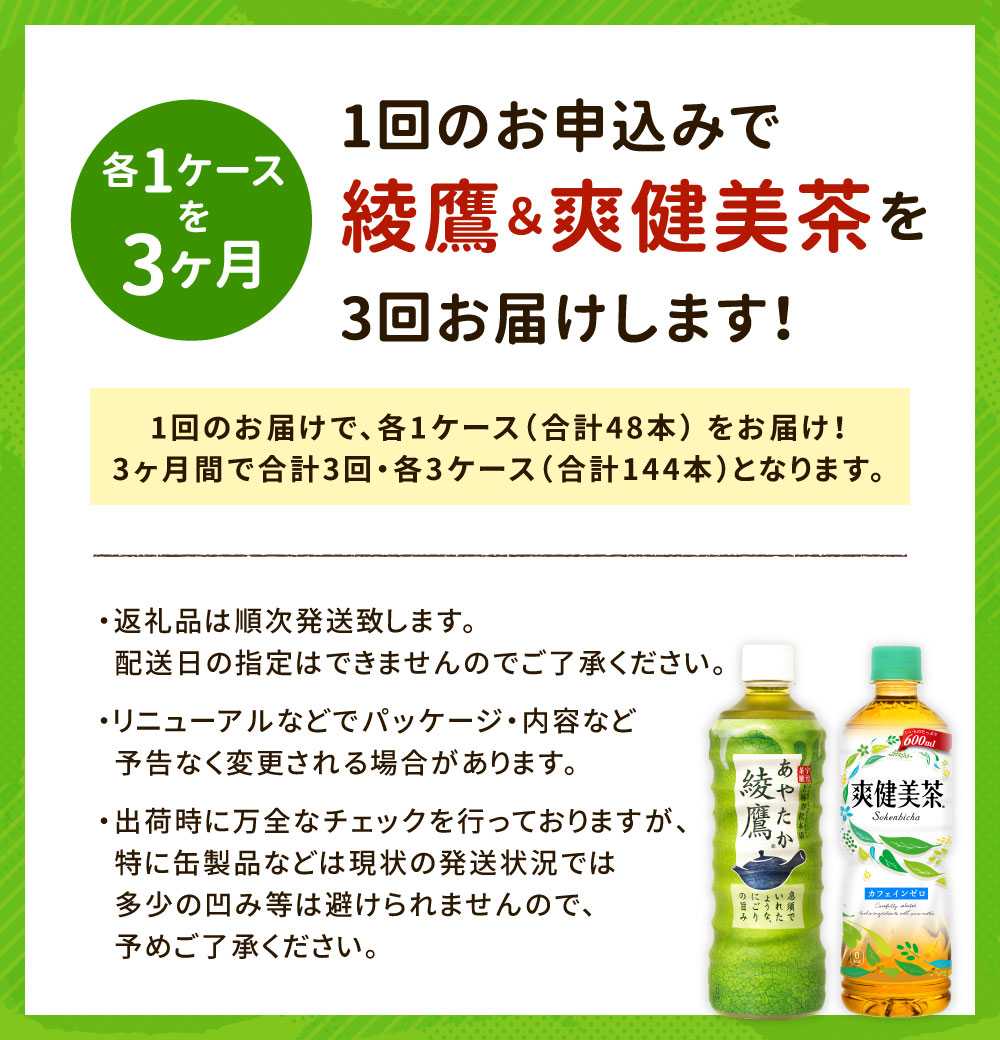 各1ケース
を
3ヶ月
1回のお申込みで
綾鷹&爽健美茶を
3回お届けします!
1回のお届けで、各1ケース(合計48本)をお届け!
3ヶ月間で合計3回・各3ケース(合計144本)となります。
・返礼品は順次発送致します。
配送日の指定はできませんのでご了承ください。
・リニューアルなどでパッケージ・内容など
予告なく変更される場合があります。
・出荷時に万全なチェックを行っておりますが、
特に缶製品などは現状の発送状況では
多少の凹み等は避けられませんので、
予めご了承ください。
あやたか
綾鷹
急須で
いれた
ような、
にごり
の旨み
600ml
爽健美茶
Sokenbicha
カフェインゼロ